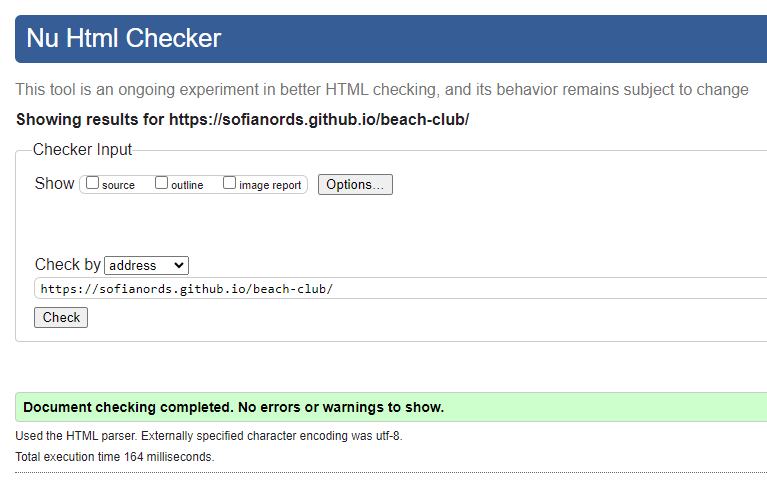 Nu Html Checker
This tool is an ongoing experiment in better HTML checking, and its behavior remains subject to change
Showing results for https://sofianords.github.io/beach-club/
Checker Input
Show source outline image report Options...
Check by address
https://sofianords.github.io/beach-club/
Check
Document checking completed. No errors or warnings to show.
Used the HTML parser. Externally specified character encoding was utf-8.
Total execution time 164 milliseconds.